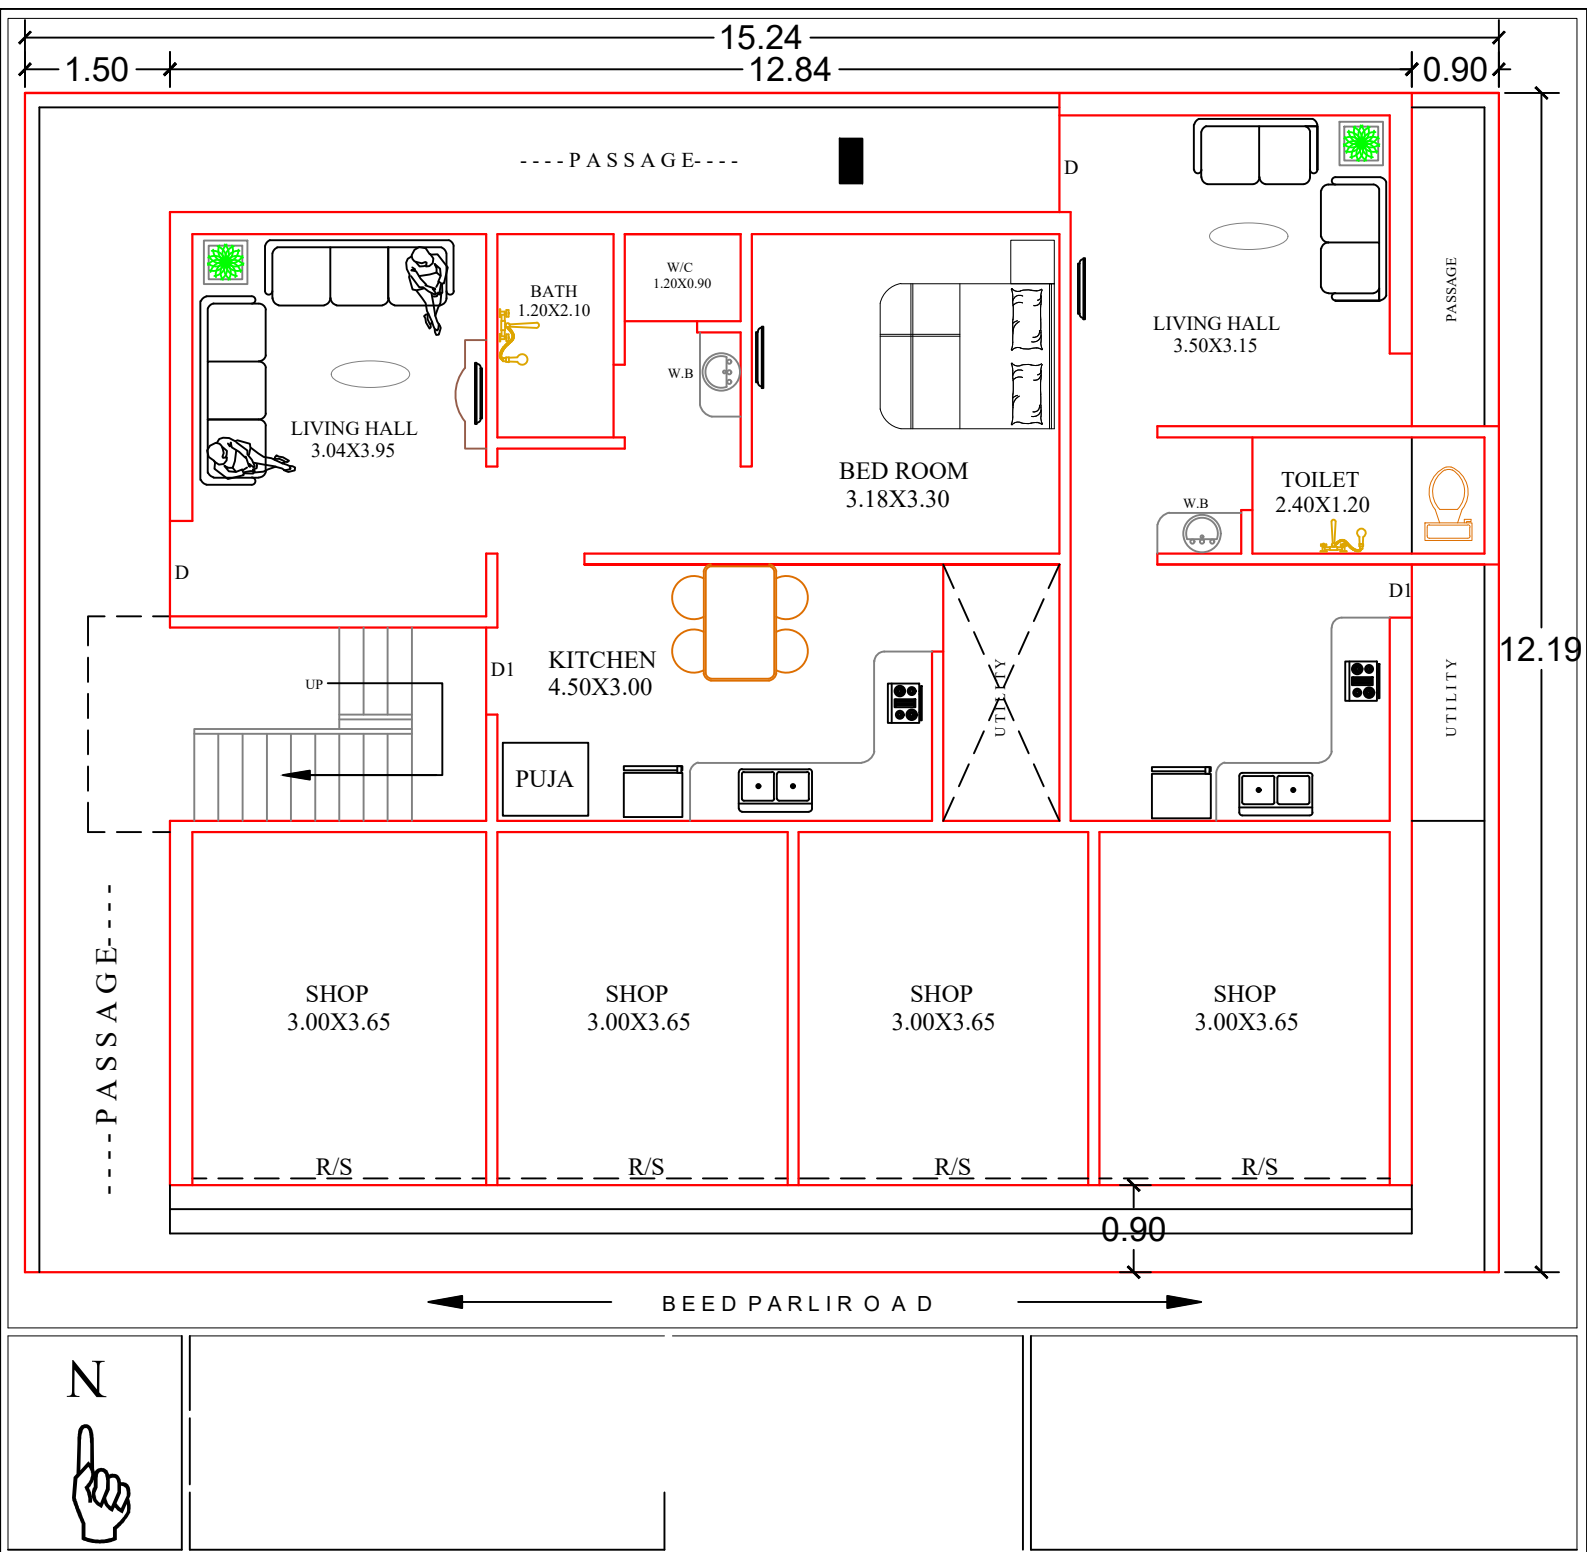 15.24
1.50
12.84
0.90
----PASSAGE----
D
W/C
1.20X0.90
BATH
1.20X2.10
W.B
LIVING HALL
3.04X3.95
LIVING HALL
3.50X3.15
PASSAGE
BED ROOM
3.18X3.30
TOILET
2.40X1.20
W.B
D
D1
12.19
UP
D1
KITCHEN
4.50X3.00
UTILITY
UTILITY
PUJA
-----PASSAGE-----
SHOP
3.00X3.65
SHOP
3.00X3.65
SHOP
3.00X3.65
SHOP
3.00X3.65
R/S
R/S
R/S
R/S
0.90
BEED PARLIR O A D
N